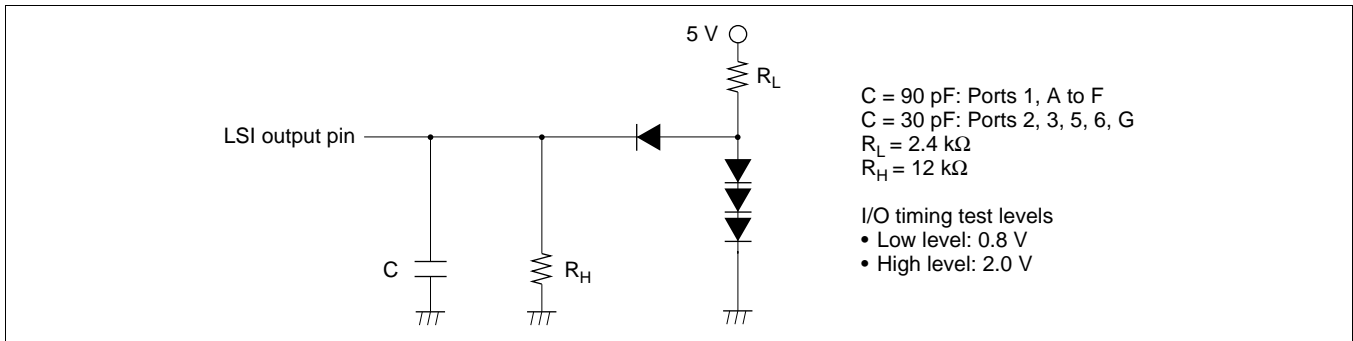 5 V
R_L
LSI output pin
C
R_H
C = 90 pF: Ports 1, A to F
C = 30 pF: Ports 2, 3, 5, 6, G
R_L = 2.4 kΩ
R_H = 12 kΩ
I/O timing test levels
• Low level: 0.8 V
• High level: 2.0 V